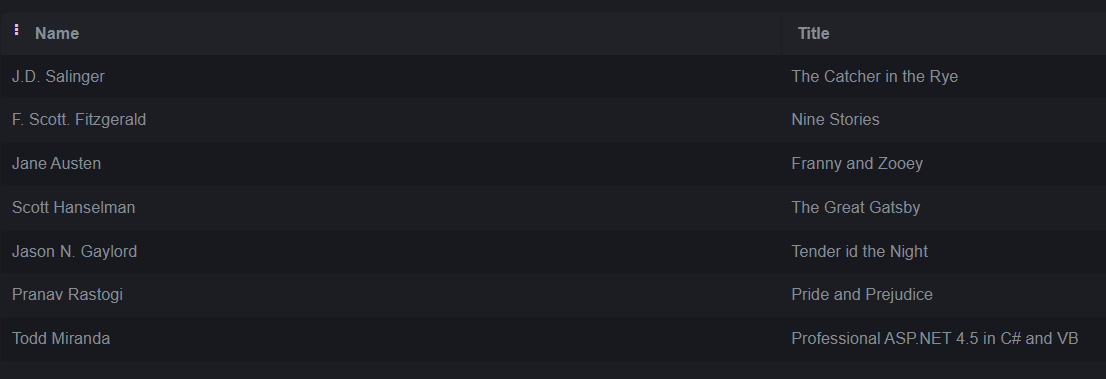 Name Title
J.D. Salinger The Catcher in the Rye
F. Scott. Fitzgerald Nine Stories
Jane Austen Franny and Zooey
Scott Hanselman The Great Gatsby
Jason N. Gaylord Tender id the Night
Pranav Rastogi Pride and Prejudice
Todd Miranda Professional ASP.NET 4.5 in C# and VB